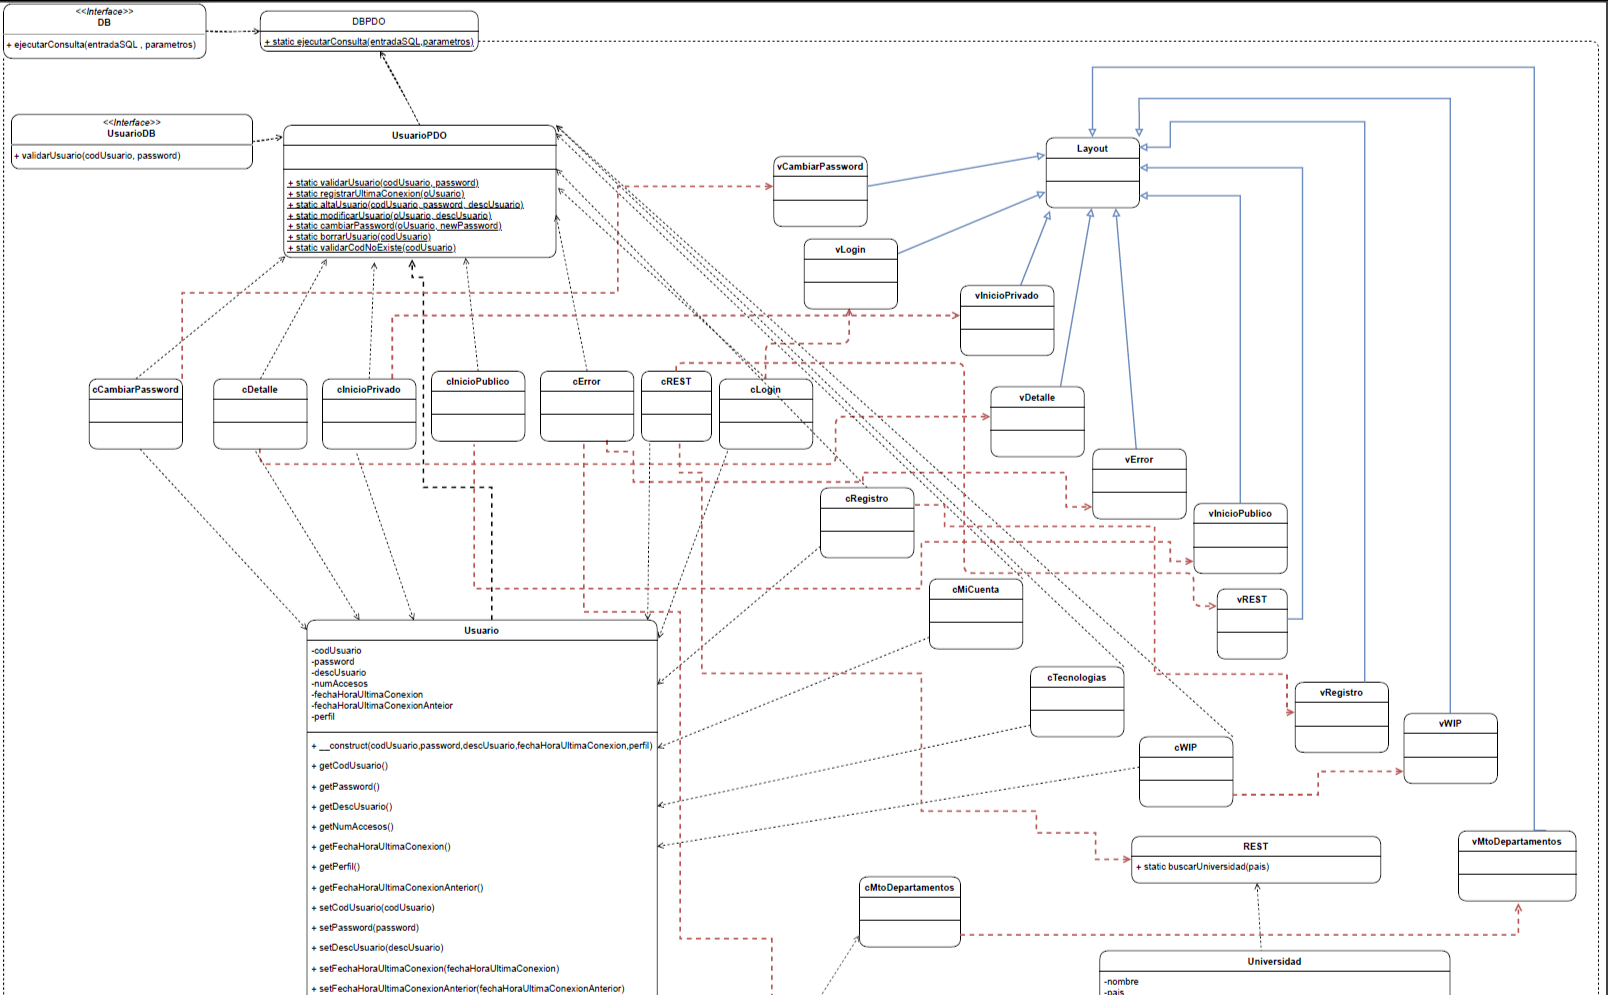 <<Interface>>
DB
+ ejecutarConsulta(entradaSQL , parametros)
DBPDO
+ static ejecutarConsulta(entradaSQL,parametros)
<<Interface>>
UsuarioDB
+ validarUsuario(codUsuario, password)
UsuarioPDO
+ static validarUsuario(codUsuario, password)
+ static registrarUltimaConexion(oUsuario)
+ static altaUsuario(codUsuario, password, descUsuario)
+ static modificarUsuario(oUsuario, descUsuario)
+ static cambiarPassword(oUsuario, newPassword)
+ static borrarUsuario(codUsuario)
+ static validarCodNoExiste(codUsuario)
Layout
vCambiarPassword
vLogin
vInicioPrivado
vDetalle
vError
vInicioPublico
vREST
vRegistro
vWIP
vMtoDepartamentos
cCambiarPassword
cDetalle
cInicioPrivado
cInicioPublico
cError
cREST
cLogin
cRegistro
cMiCuenta
cTecnologias
cWIP
cMtoDepartamentos
Usuario
-codUsuario
-password
-descUsuario
-numAccesos
-fechaHoraUltimaConexion
-fechaHoraUltimaConexionAnteior
-perfil
+ __construct(codUsuario,password,descUsuario,fechaHoraUltimaConexion,perfil)
+ getCodUsuario()
+ getPassword()
+ getDescUsuario()
+ getNumAccesos()
+ getFechaHoraUltimaConexion()
+ getPerfil()
+ getFechaHoraUltimaConexionAnterior()
+ setCodUsuario(codUsuario)
+ setPassword(password)
+ setDescUsuario(descUsuario)
+ setFechaHoraUltimaConexion(fechaHoraUltimaConexion)
+ setFechaHoraUltimaConexionAnterior(fechaHoraUltimaConexionAnterior)
REST
+ static buscarUniversidad(pais)
Universidad
-nombre
-pais